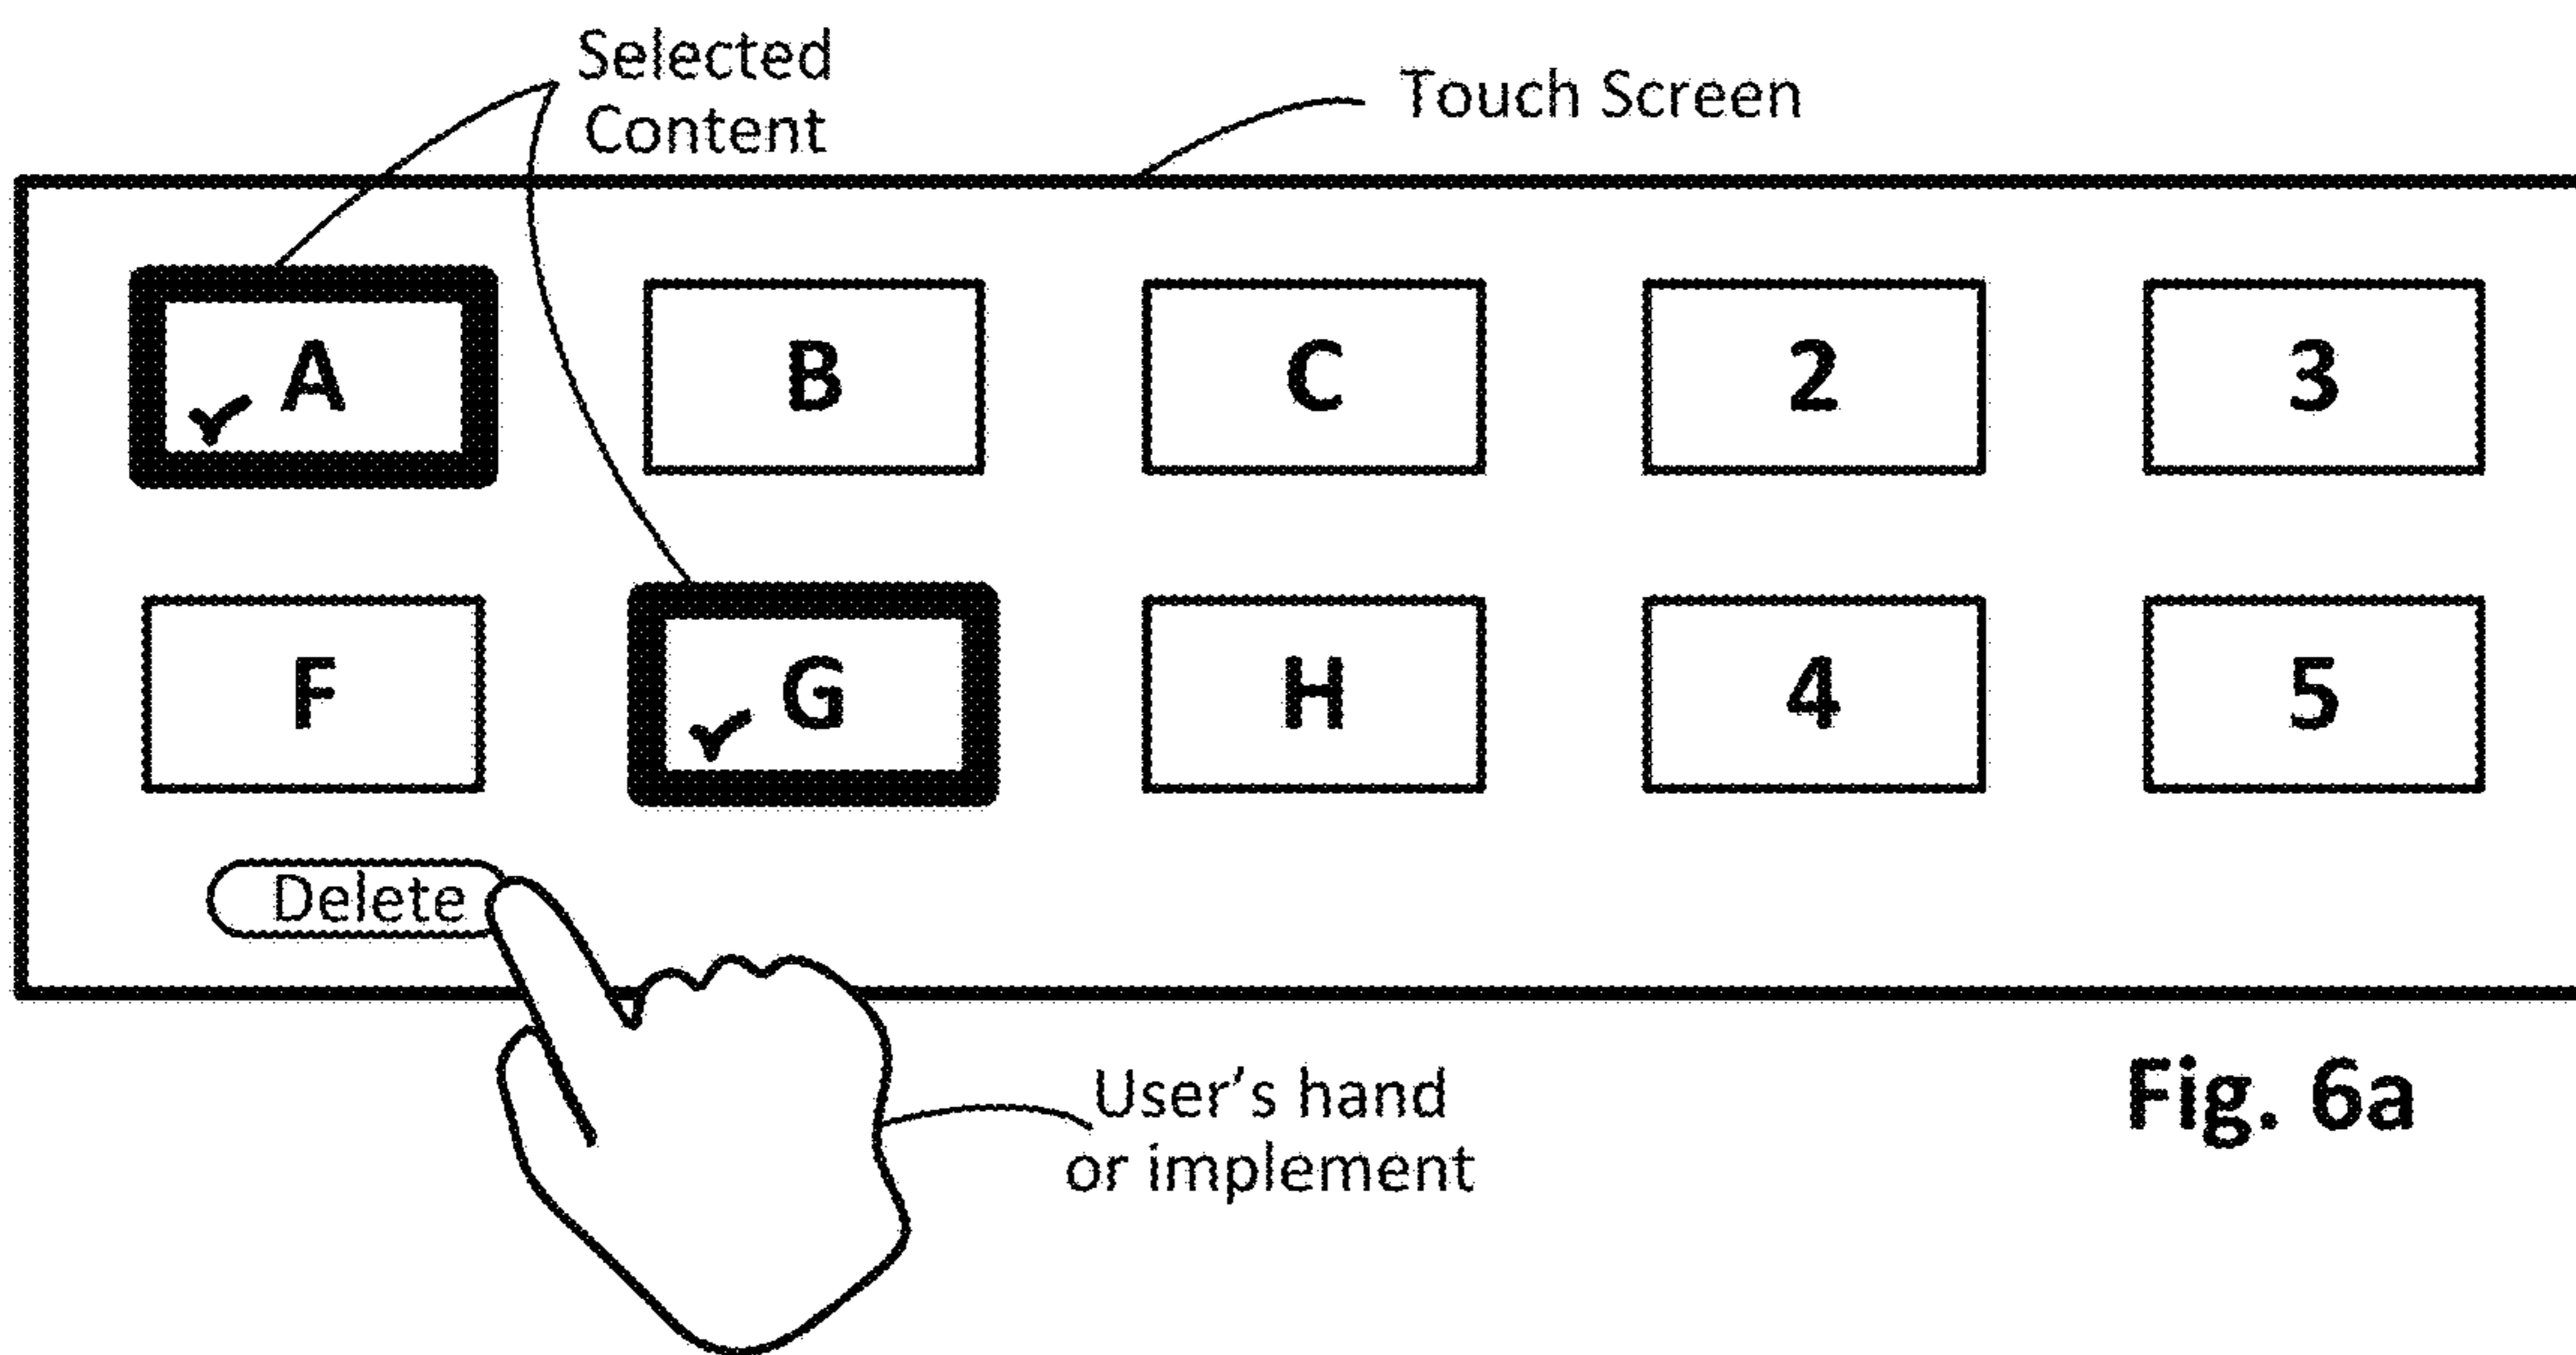 Selected
Content
Touch Screen
A B C 2 3
F G H 4 5
Delete
User's hand
or implement
Fig. 6a